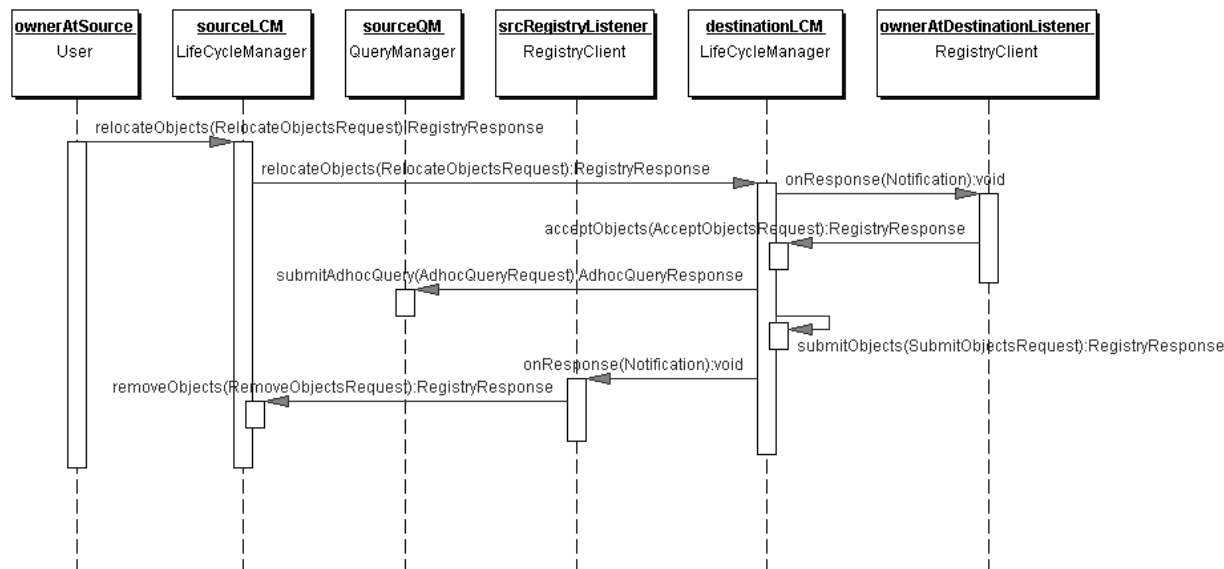 ownerAtSource
User
sourceLCM
LifeCycleManager
sourceQM
QueryManager
srcRegistryListener
RegistryClient
destinationLCM
LifeCycleManager
ownerAtDestinationListener
RegistryClient
relocateObjects(RelocateObjectsRequest):RegistryResponse
relocateObjects(RelocateObjectsRequest):RegistryResponse
onResponse(Notification):void
acceptObjects(AcceptObjectsRequest):RegistryResponse
submitAdhocQuery(AdhocQueryRequest):AdhocQueryResponse
submitObjects(SubmitObjectsRequest):RegistryResponse
onResponse(Notification):void
removeObjects(RemoveObjectsRequest):RegistryResponse